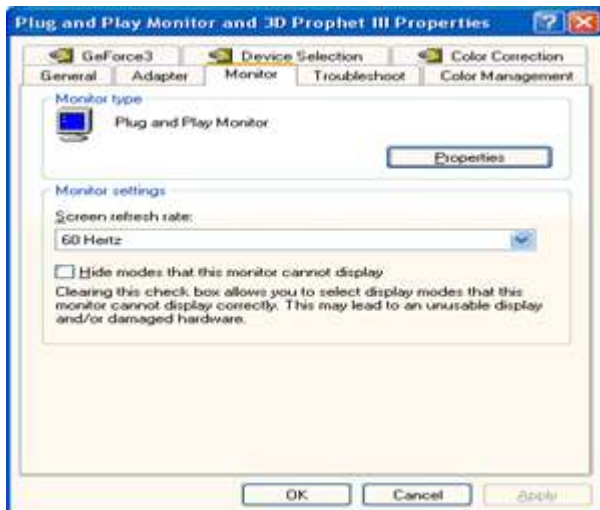 Plug and Play Monitor and 3D Prophet III Properties
GeForce3 Device Selection Color Correction
General Adapter Monitor Troubleshoot Color Management
Monitor type
Plug and Play Monitor
Properties
Monitor settings
Screen refresh rate:
60 Hertz
Hide modes that this monitor cannot display
Clearing this check box allows you to select display modes that this
monitor cannot display correctly. This may lead to an unusable display
and/or damaged hardware.
OK Cancel Apply